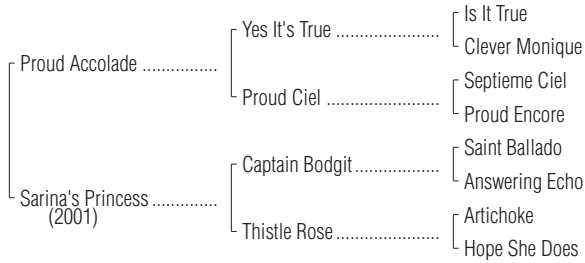 Is It True
Yes It's True ..................
Clever Monique
Proud Accolade ...............
Septieme Ciel
Proud Ciel .......................
Proud Encore
Saint Ballado
Captain Bodgit .................
Answering Echo
Sarina's Princess .............
(2001)
Artichoke
Thistle Rose .....................
Hope She Does